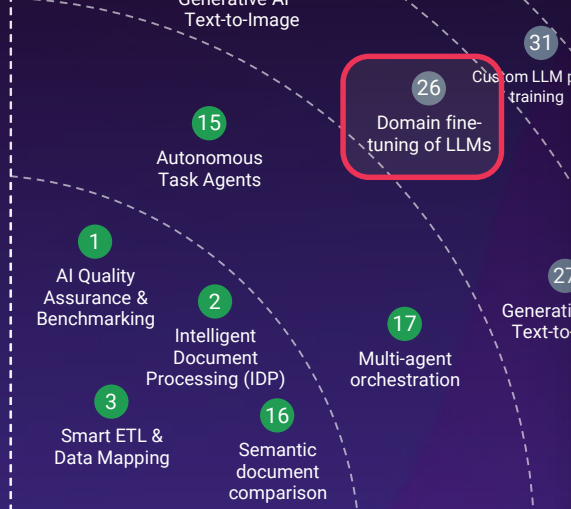 Generative AI
Text-to-Image
31
Custom LLM
training
26
Domain fine-
tuning of LLMs
15
Autonomous
Task Agents
1
AI Quality
Assurance &
Benchmarking
2
Intelligent
Document
Processing (IDP)
27
Text-to-
17
Multi-agent
orchestration
3
Smart ETL &
Data Mapping
16
Semantic
document
comparison